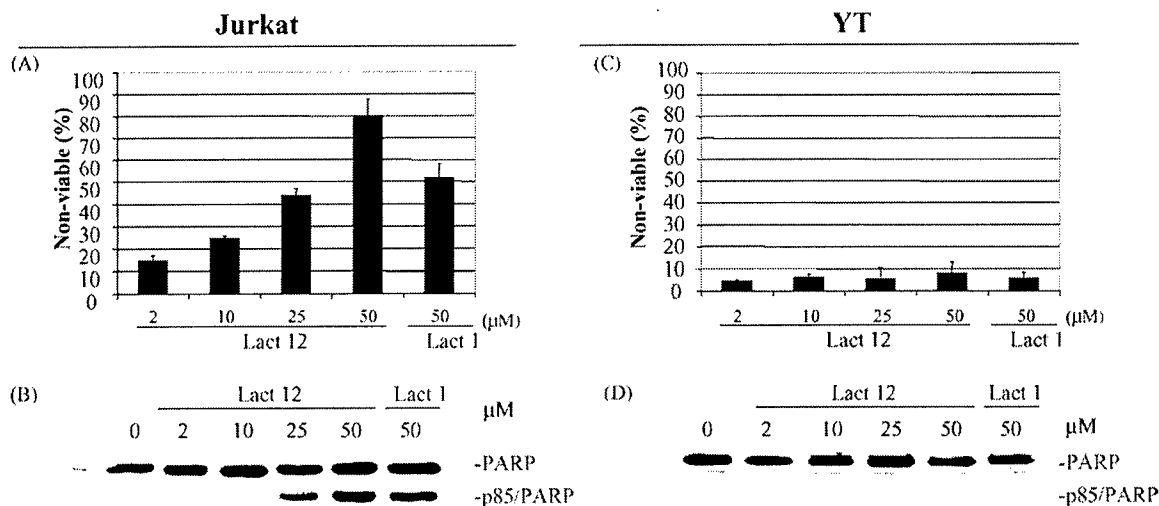 Jurkat
YT
(A)
Non-viable (%)
100
90
80
70
60
50
40
30
20
10
0
2 10 25 50 50 (μM)
Lact 12 Lact 1
(C)
Non-viable (%)
100
90
80
70
60
50
40
30
20
10
0
2 10 25 50 50 (μM)
Lact 12 Lact 1
(B)
Lact 12 Lact 1
μM
0 2 10 25 50 50
-PARP
-p85/PARP
(D)
Lact 12 Lact 1
0 2 10 25 50 50 μM
-PARP
-p85/PARP